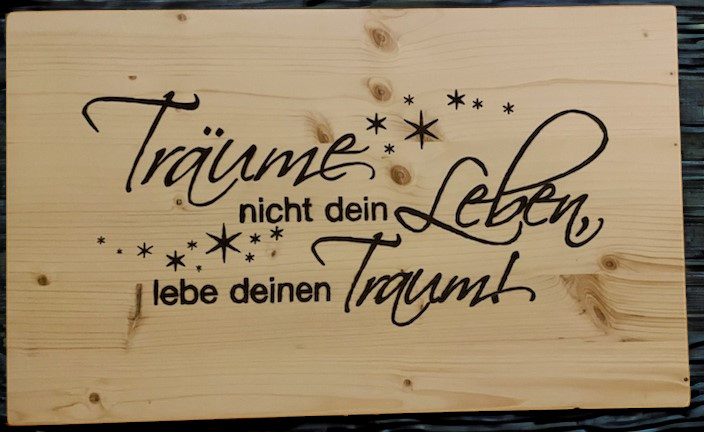 Träume
nicht dein Leben,
lebe deinen Traum!